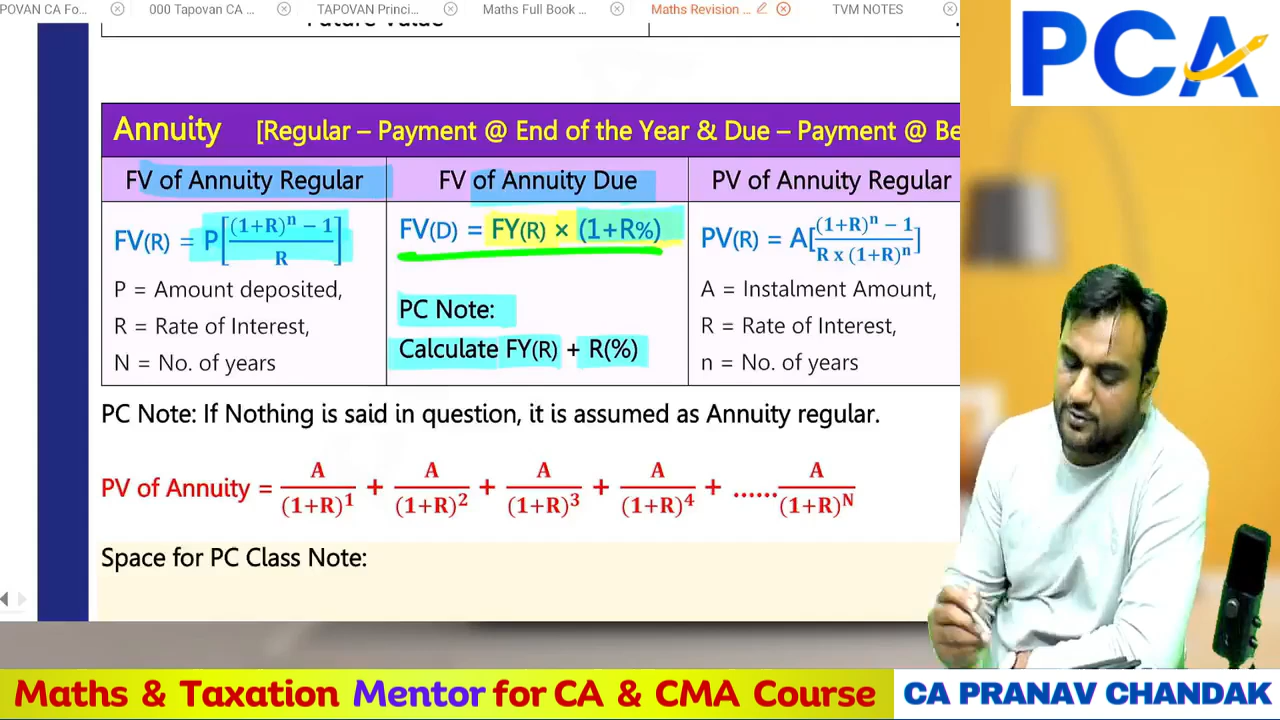 POVAN CA Fo...
000 Tapovan CA ...
TAPOVAN Princi...
Maths Full Book ...
Maths Revision ...
TVM NOTES
PCA
Future Value
Annuity [Regular – Payment @ End of the Year & Due – Payment @ Be
FV of Annuity Regular
FV of Annuity Due
PV of Annuity Regular
FV(R) = P[((1+R)^n − 1)/R]
P = Amount deposited,
R = Rate of Interest,
N = No. of years
FV(D) = FY(R) × (1+R%)
PC Note:
Calculate FY(R) + R(%)
PV(R) = A[((1+R)^n − 1)/(R x (1+R)^n)]
A = Instalment Amount,
R = Rate of Interest,
n = No. of years
PC Note: If Nothing is said in question, it is assumed as Annuity regular.
PV of Annuity = A/(1+R)^1 + A/(1+R)^2 + A/(1+R)^3 + A/(1+R)^4 + ......A/(1+R)^N
Space for PC Class Note:
Maths & Taxation Mentor for CA & CMA Course
CA PRANAV CHANDAK